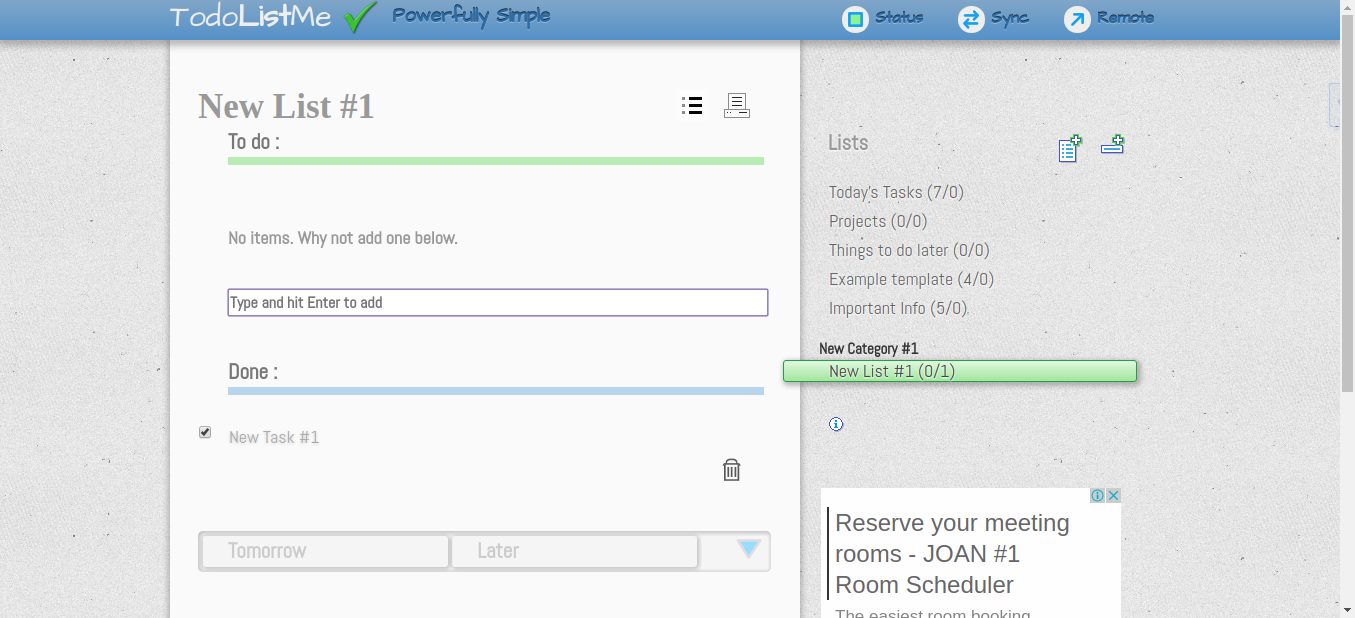 TodoListMe Powerfully Simple Status Sync Remote
New List #1
To do :
No items. Why not add one below.
Type and hit Enter to add
Done :
New Task #1
Tomorrow Later
Lists
Today's Tasks (7/0)
Projects (0/0)
Things to do later (0/0)
Example template (4/0)
Important Info (5/0)
New Category #1
New List #1 (0/1)
Reserve your meeting
rooms - JOAN #1
Room Scheduler
The easiest room booking